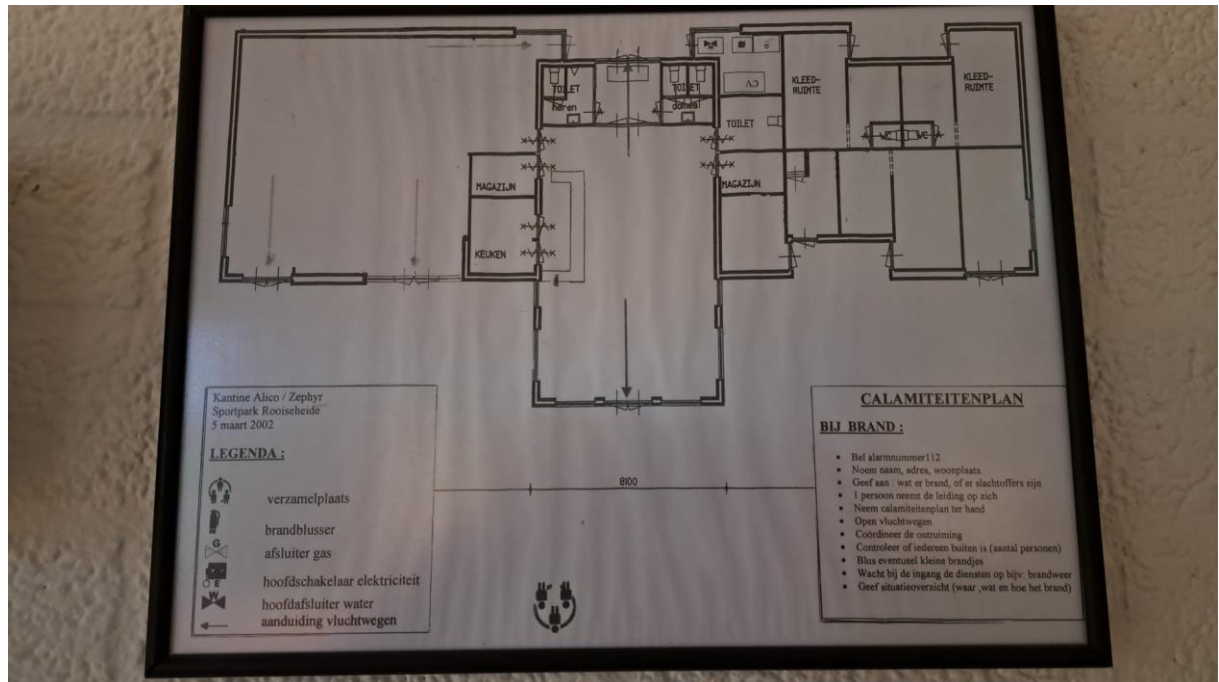 TOILET
heren
TOILET
dames
CV
TOILET
KLEED-
RUIMTE
KLEED-
RUIMTE
WC
WC
MAGAZIJN
MAGAZIJN
KEUKEN
8100
Kantine Alico / Zephyr
Sportpark Rooiseheide
5 maart 2002
LEGENDA :
verzamelplaats
brandblusser
G
afsluiter gas
E
hoofdschakelaar elektriciteit
W
hoofdafsluiter water
aanduiding vluchtwegen
CALAMITEITENPLAN
BIJ BRAND :
• Bel alarmnummer112
• Noem naam, adres, woonplaats
• Geef aan : wat er brand, of er slachtoffers zijn
• 1 persoon neemt de leiding op zich
• Neem calamiteitenplan ter hand
• Open vluchtwegen
• Coördineer de ontruiming
• Controleer of iedereen buiten is (aantal personen)
• Blus eventueel kleine brandjes
• Wacht bij de ingang de diensten op bijv. brandweer
• Geef situatieoverzicht (waar ,wat en hoe het brand)